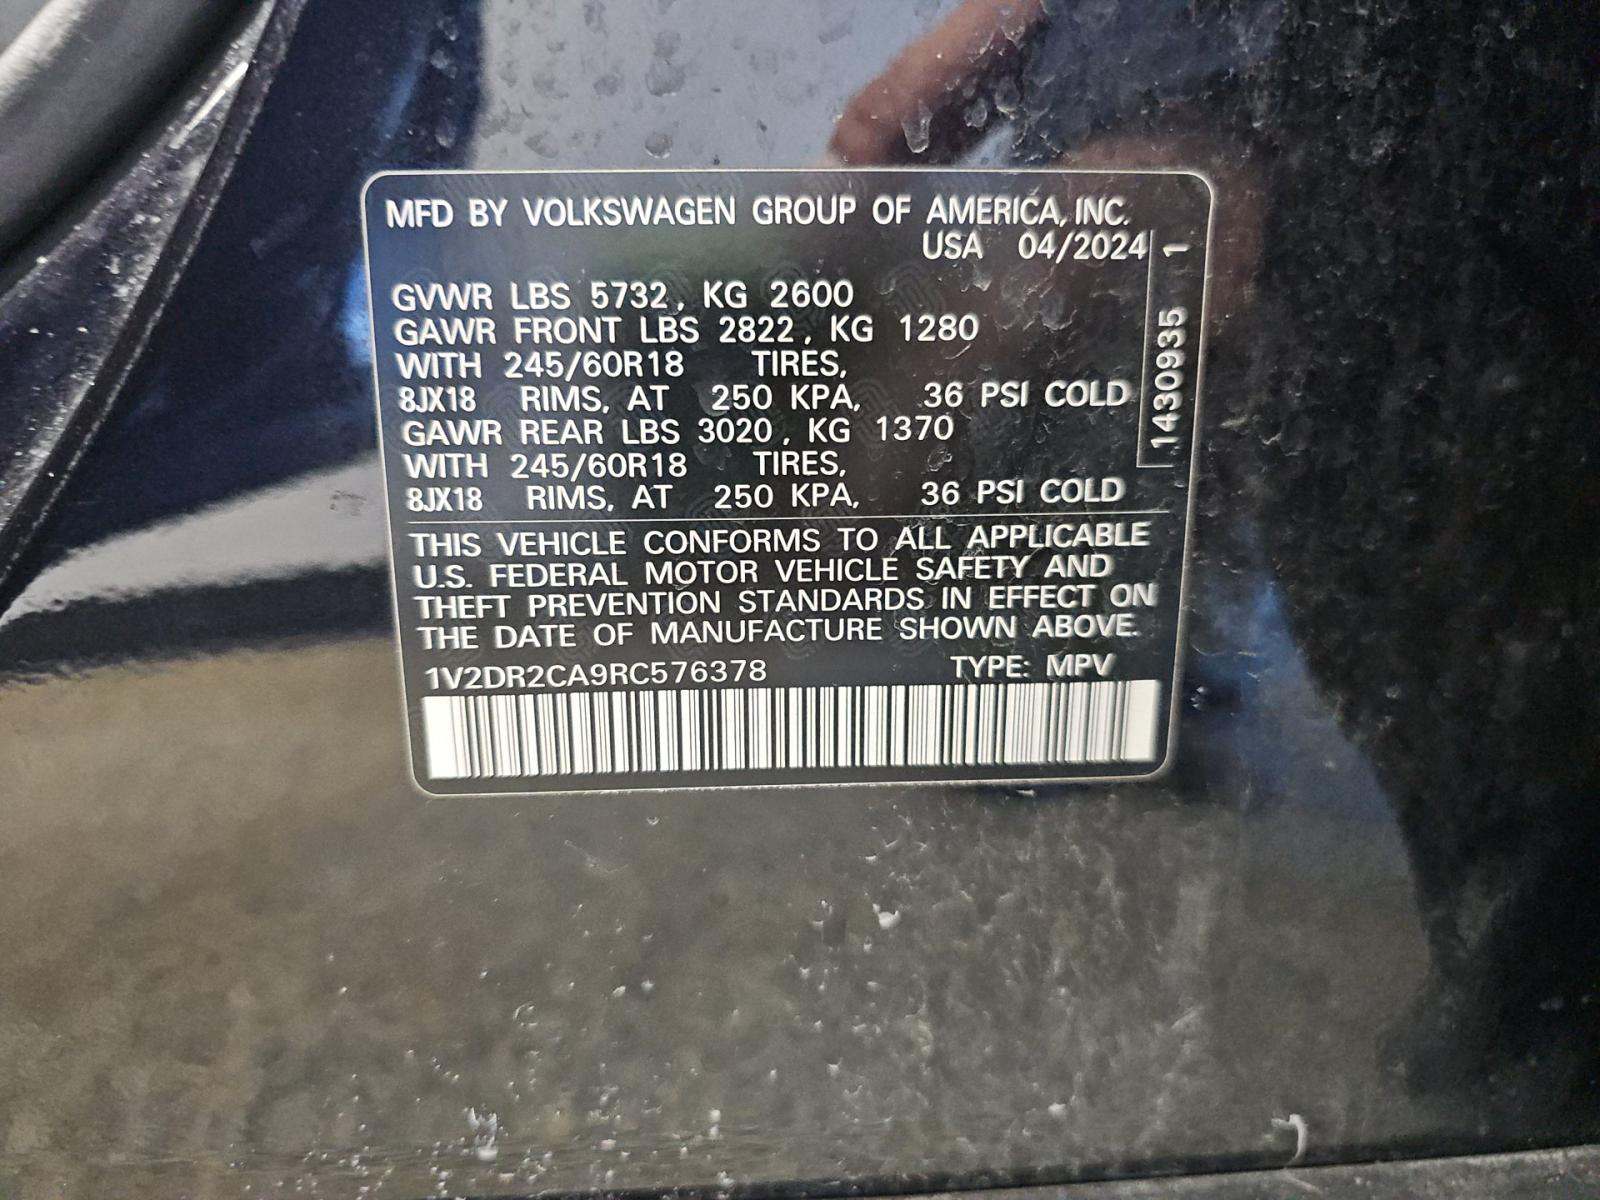 MFD BY VOLKSWAGEN GROUP OF AMERICA, INC.
USA 04/2024
GVWR LBS 5732, KG 2600
GAWR FRONT LBS 2822, KG 1280
WITH 245/60R18 TIRES,
8JX18 RIMS, AT 250 KPA, 36 PSI COLD
GAWR REAR LBS 3020, KG 1370
WITH 245/60R18 TIRES,
8JX18 RIMS, AT 250 KPA, 36 PSI COLD
1430935 1
THIS VEHICLE CONFORMS TO ALL APPLICABLE
U.S. FEDERAL MOTOR VEHICLE SAFETY AND
THEFT PREVENTION STANDARDS IN EFFECT ON
THE DATE OF MANUFACTURE SHOWN ABOVE.
1V2DR2CA9RC576378 TYPE: MPV